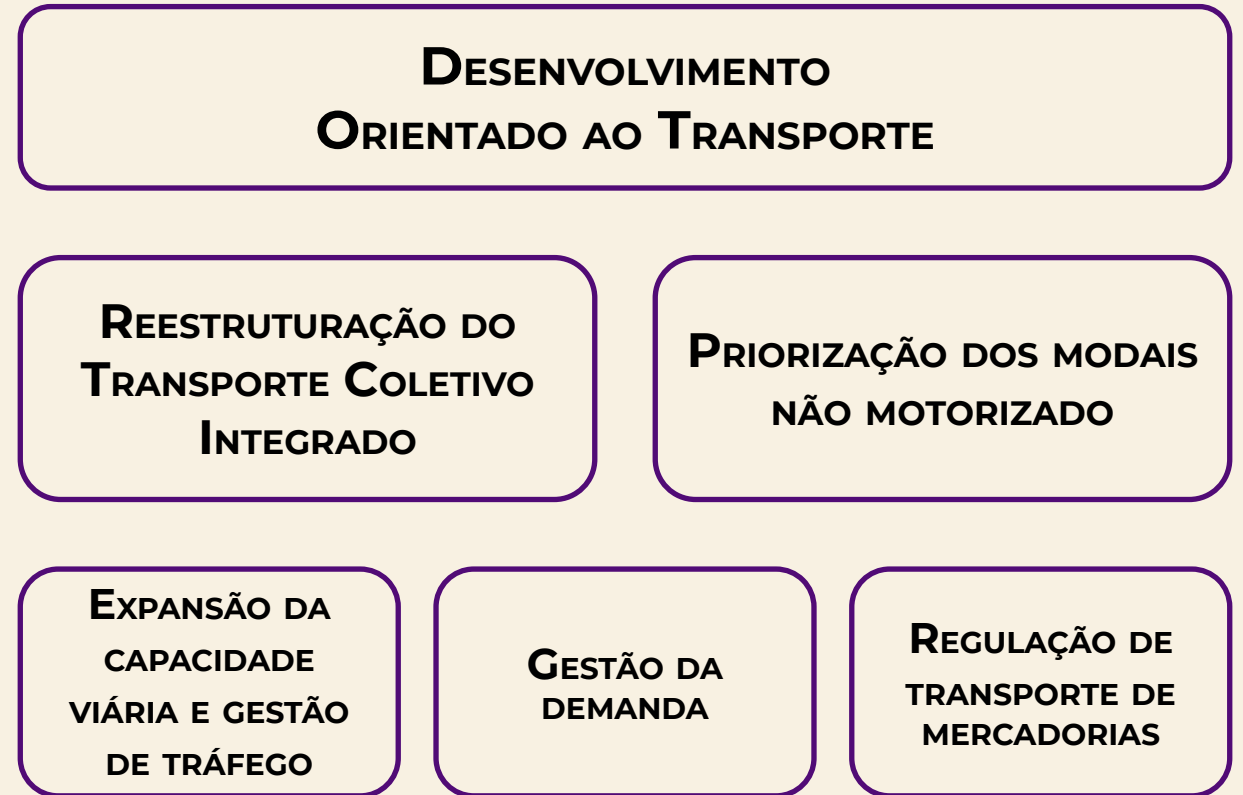 Desenvolvimento
Orientado ao Transporte
Reestruturação do
Transporte Coletivo
Integrado
Priorização dos modais
não motorizado
Expansão da
capacidade
viária e gestão
de tráfego
Gestão da
demanda
Regulação de
transporte de
mercadorias